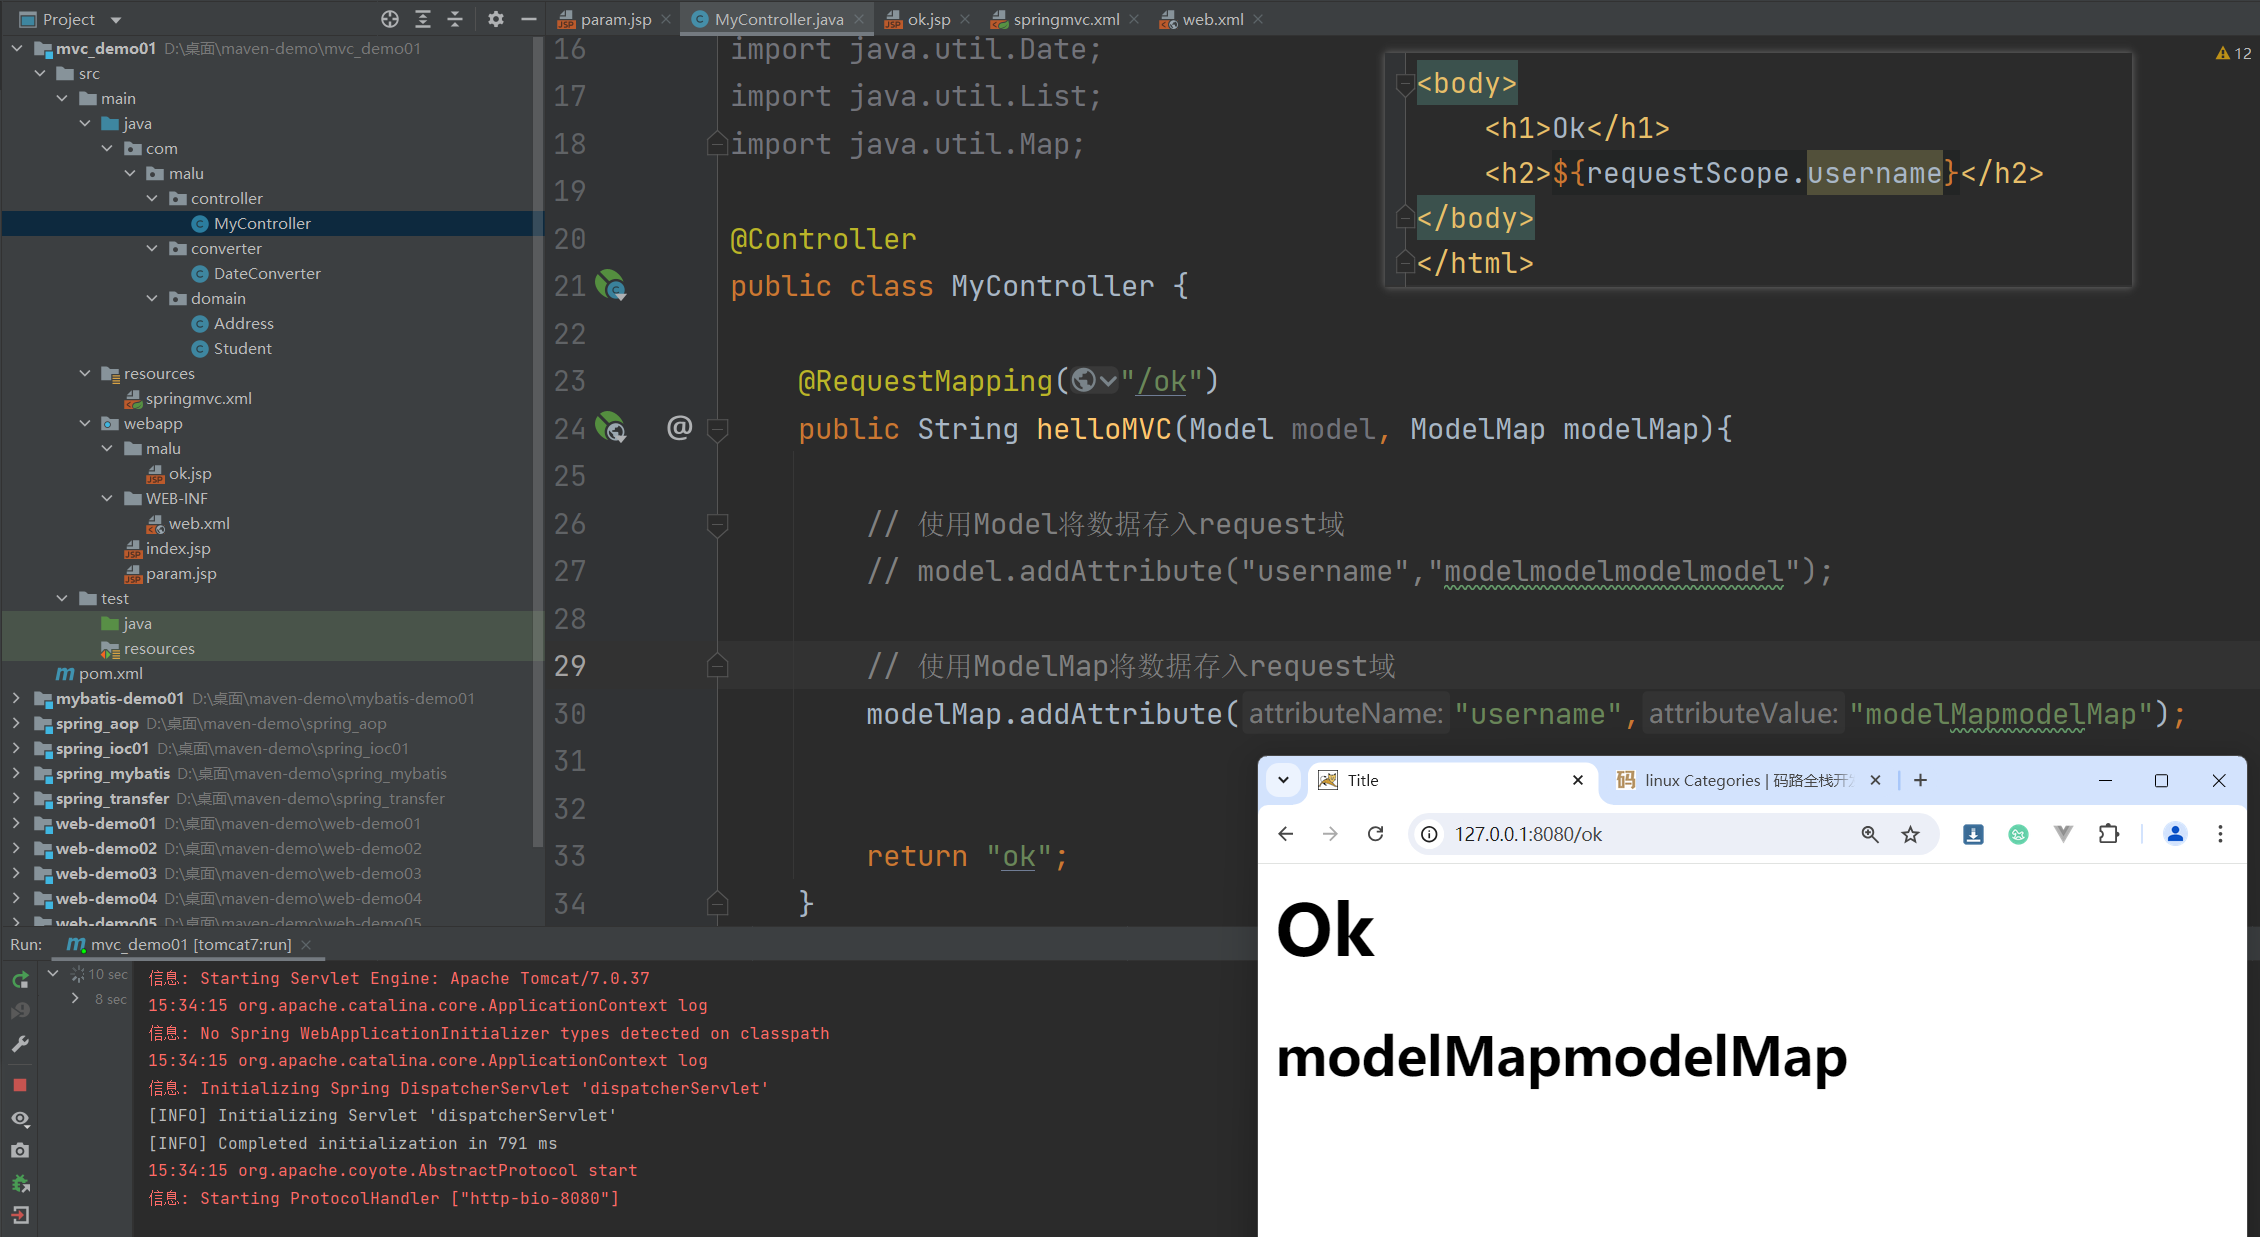 Project
mvc_demo01 D:\桌面\maven-demo\mvc_demo01
src
main
java
com
malu
controller
MyController
converter
DateConverter
domain
Address
Student
resources
springmvc.xml
webapp
malu
ok.jsp
WEB-INF
web.xml
index.jsp
param.jsp
test
java
resources
pom.xml
mybatis-demo01 D:\桌面\maven-demo\mybatis-demo01
spring_aop D:\桌面\maven-demo\spring_aop
spring_ioc01 D:\桌面\maven-demo\spring_ioc01
spring_mybatis D:\桌面\maven-demo\spring_mybatis
spring_transfer D:\桌面\maven-demo\spring_transfer
web-demo01 D:\桌面\maven-demo\web-demo01
web-demo02 D:\桌面\maven-demo\web-demo02
web-demo03 D:\桌面\maven-demo\web-demo03
web-demo04 D:\桌面\maven-demo\web-demo04
web-demo05 D:\桌面\maven-demo\web-demo05
param.jsp MyController.java ok.jsp springmvc.xml web.xml
12
16 import java.util.Date;
17 import java.util.List;
18 import java.util.Map;
19
20 @Controller
21 public class MyController {
22
23 @RequestMapping("/ok")
24 @ public String helloMVC(Model model, ModelMap modelMap){
25
26 // 使用Model将数据存入request域
27 // model.addAttribute("username","modelmodelmodelmodel");
28
29 // 使用ModelMap将数据存入request域
30 modelMap.addAttribute( attributeName: "username", attributeValue: "modelMapmodelMap");
31
32
33 return "ok";
34 }
<body>
<h1>Ok</h1>
<h2>${requestScope.username}</h2>
</body>
</html>
Run: mvc_demo01 [tomcat7:run]
10 sec
8 sec
信息: Starting Servlet Engine: Apache Tomcat/7.0.37
15:34:15 org.apache.catalina.core.ApplicationContext log
信息: No Spring WebApplicationInitializer types detected on classpath
15:34:15 org.apache.catalina.core.ApplicationContext log
信息: Initializing Spring DispatcherServlet 'dispatcherServlet'
[INFO] Initializing Servlet 'dispatcherServlet'
[INFO] Completed initialization in 791 ms
15:34:15 org.apache.coyote.AbstractProtocol start
信息: Starting ProtocolHandler ["http-bio-8080"]
Title
码 linux Categories | 码路全栈开
127.0.0.1:8080/ok
Ok
modelMapmodelMap